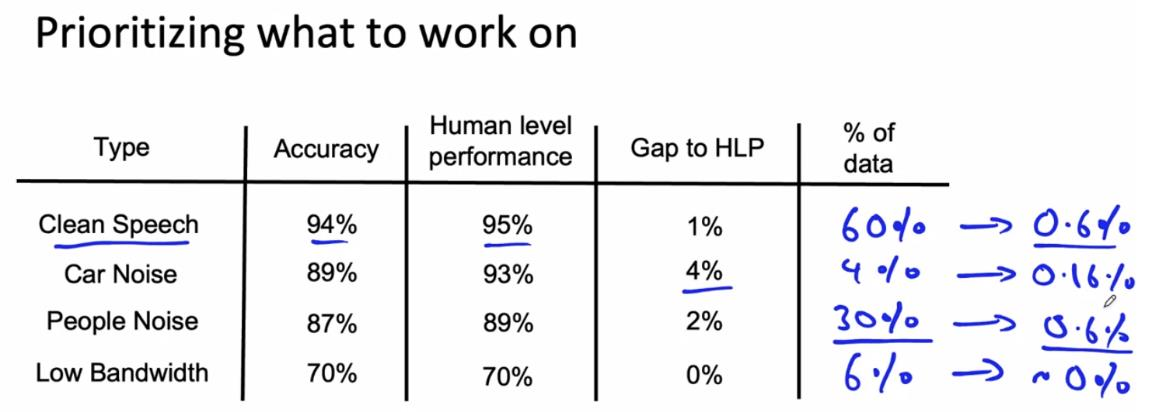 Prioritizing what to work on
Type Accuracy Human level performance Gap to HLP % of data
Clean Speech 94% 95% 1% 60% → 0.6%
Car Noise 89% 93% 4% 4% → 0.16%
People Noise 87% 89% 2% 30% → 0.6%
Low Bandwidth 70% 70% 0% 6% → ~0%